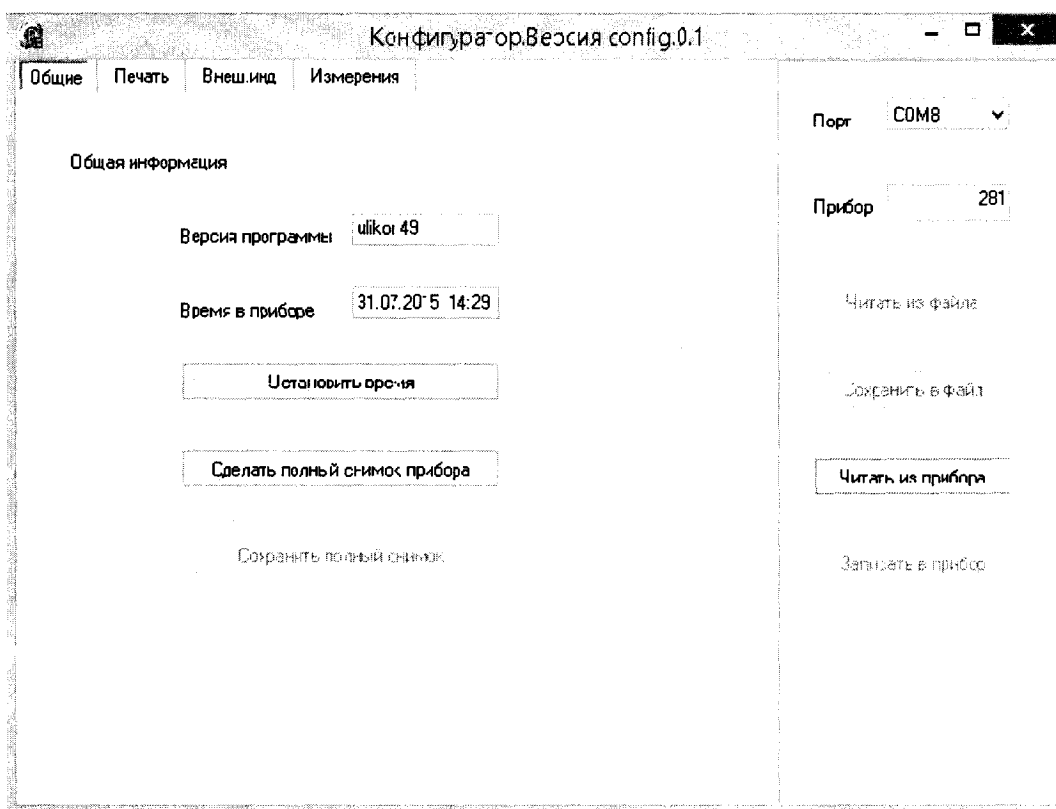 Конфигуратор.Версия config.0.1
Общие Печать Внеш.инд Измерения
Порт COM8
Общая информация
Прибор 281
Версия программы ulikor 49
Время в приборе 31.07.2015 14:29
Читать из файла
Установить время
Сохранить в файл
Сделать полный снимок прибора
Читать из прибора
Сохранить полный снимок
Записать в прибор